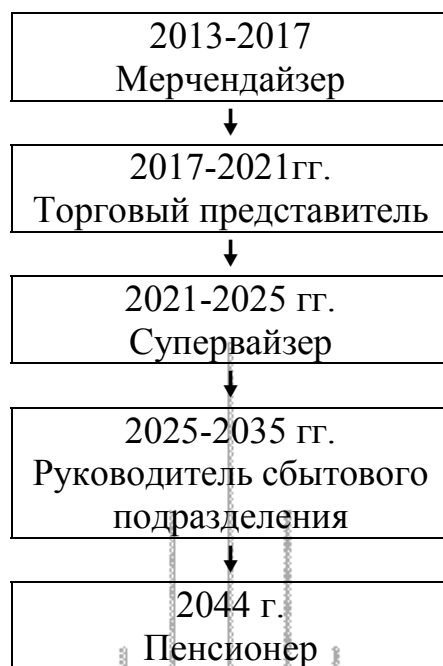 2013-2017
Мерчендайзер
2017-2021гг.
Торговый представитель
2021-2025 гг.
Супервайзер
2025-2035 гг.
Руководитель сбытового
подразделения
2044 г.
Пенсионер